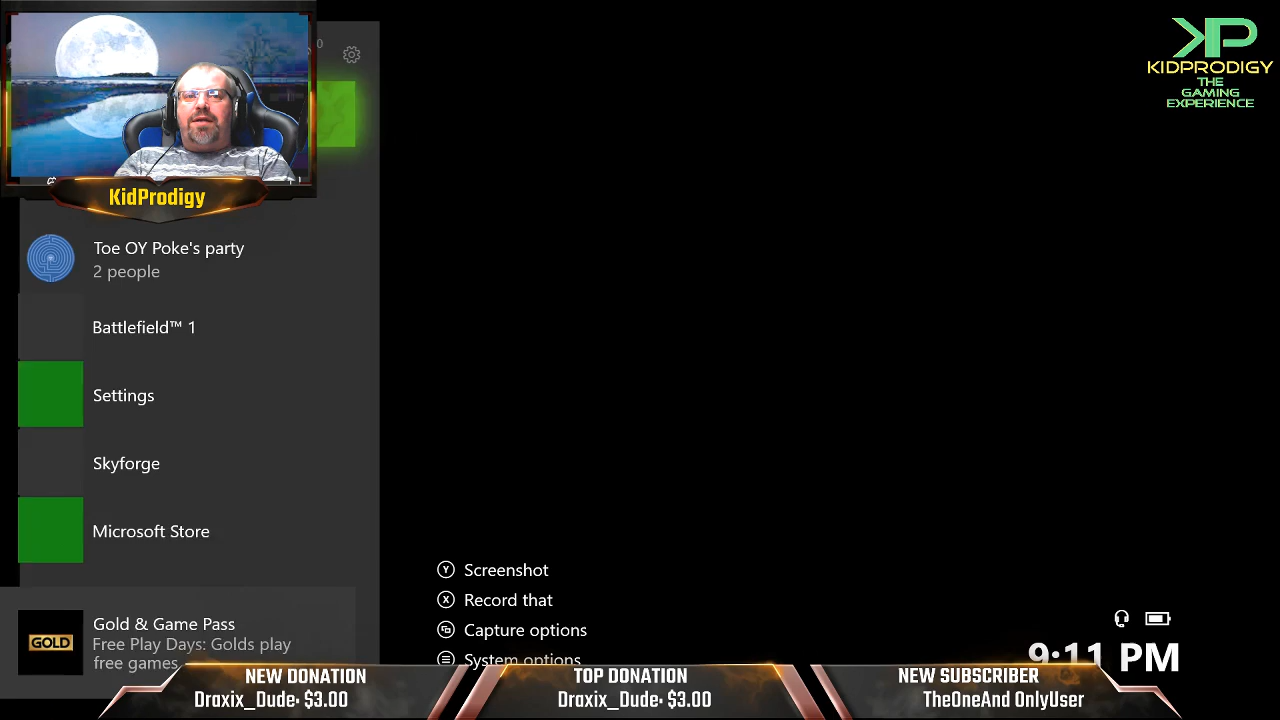 0
KP
KIDPRODIGY
THE
GAMING
EXPERIENCE
KidProdigy
Toe OY Poke's party
2 people
Battlefield™ 1
Settings
Skyforge
Microsoft Store
GOLD
Gold & Game Pass
Free Play Days: Golds play
free games
Y Screenshot
X Record that
Capture options
System options
9:11 PM
NEW DONATION
Draxix_Dude: $3.00
TOP DONATION
Draxix_Dude: $3.00
NEW SUBSCRIBER
TheOneAnd OnlyUser